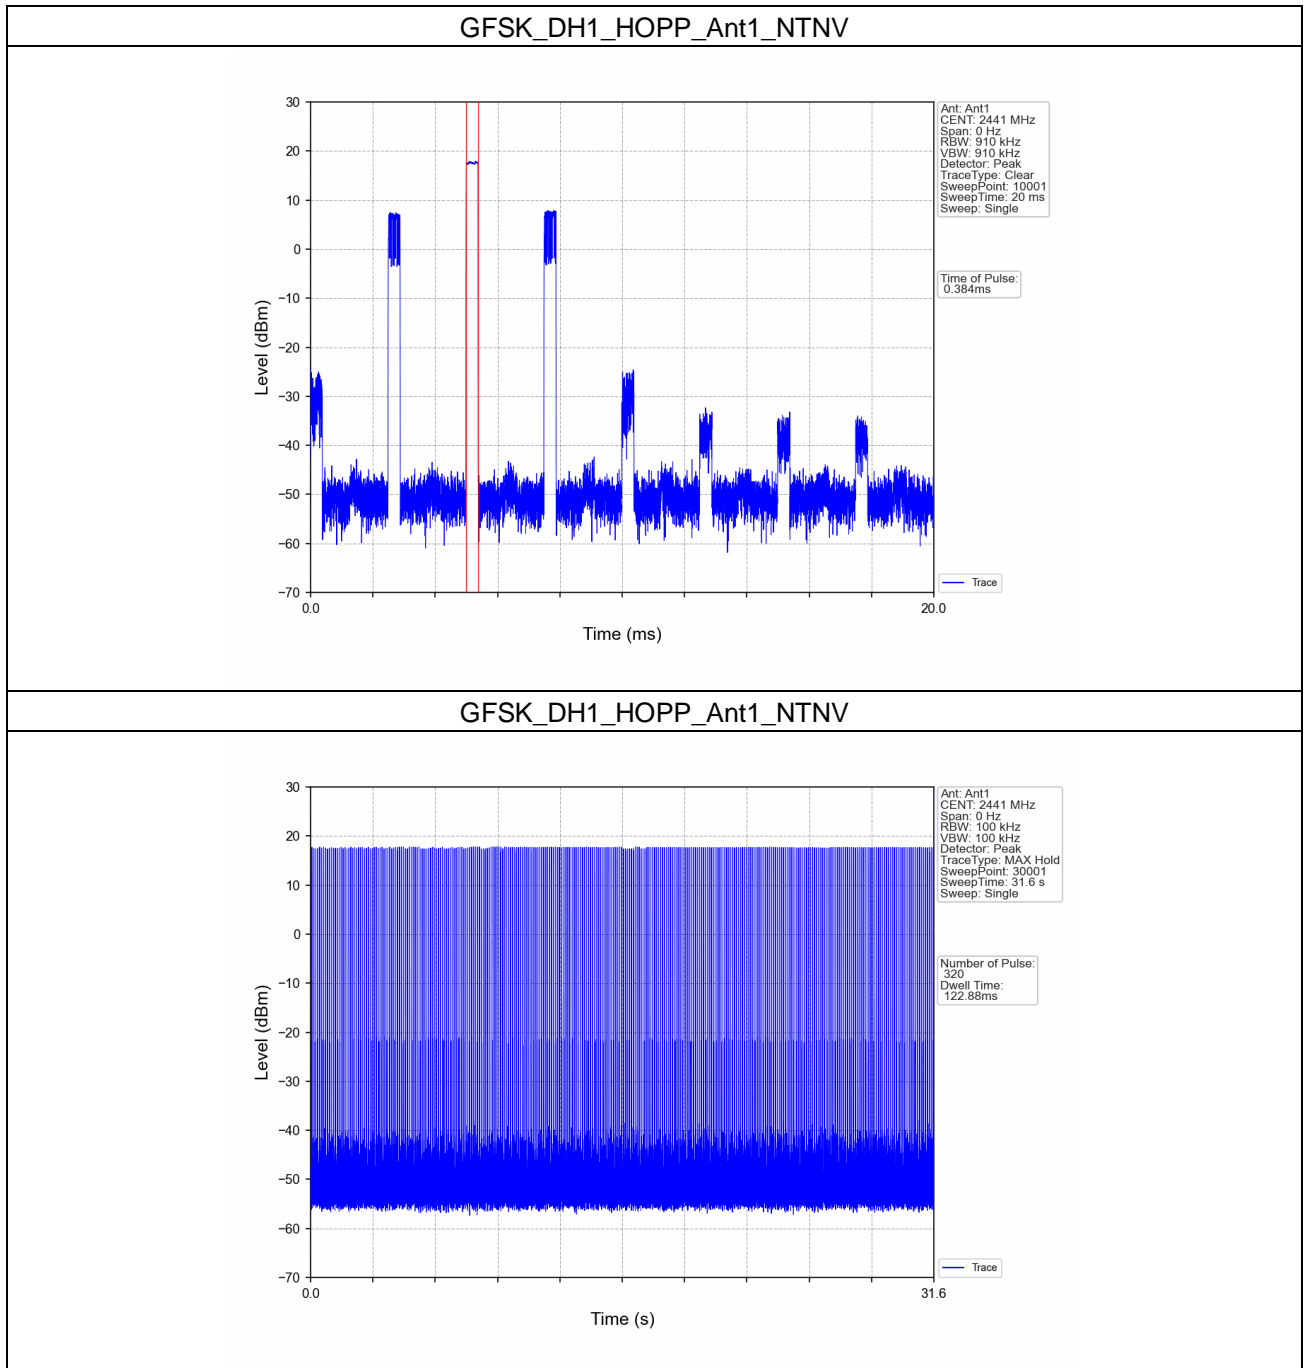 GFSK_DH1_HOPP_Ant1_NTNV
30
20
10
0
−10
−20
−30
−40
−50
−60
−70
Level (dBm)
0.0
20.0
Time (ms)
Ant: Ant1
CENT: 2441 MHz
Span: 0 Hz
RBW: 910 kHz
VBW: 910 kHz
Detector: Peak
TraceType: Clear
SweepPoint: 10001
SweepTime: 20 ms
Sweep: Single
Time of Pulse:
0.384ms
Trace
GFSK_DH1_HOPP_Ant1_NTNV
30
20
10
0
−10
−20
−30
−40
−50
−60
−70
Level (dBm)
0.0
31.6
Time (s)
Ant: Ant1
CENT: 2441 MHz
Span: 0 Hz
RBW: 100 kHz
VBW: 100 kHz
Detector: Peak
TraceType: MAX Hold
SweepPoint: 30001
SweepTime: 31.6 s
Sweep: Single
Number of Pulse:
320
Dwell Time:
122.88ms
Trace